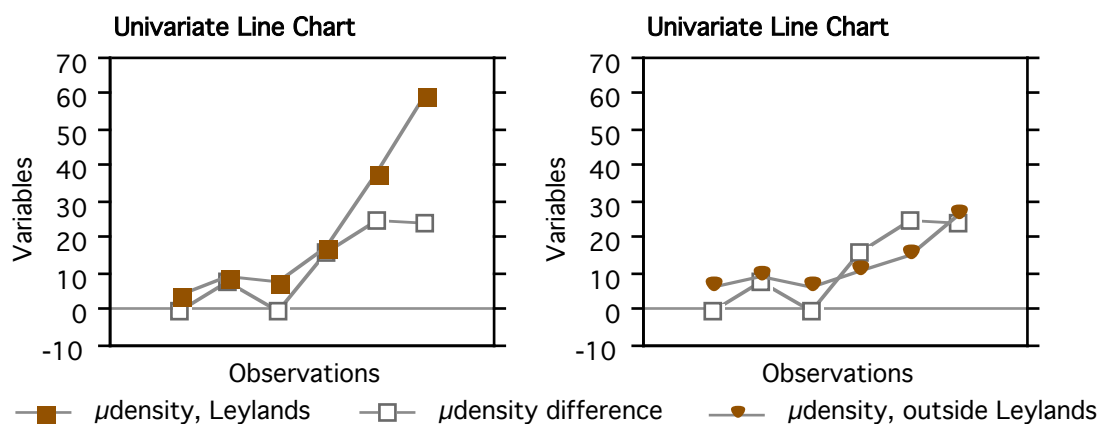 Univariate Line Chart
70
60
50
40
30
20
10
0
-10
Variables
Observations
Univariate Line Chart
70
60
50
40
30
20
10
0
-10
Variables
Observations
µdensity, Leylands
µdensity difference
µdensity, outside Leylands